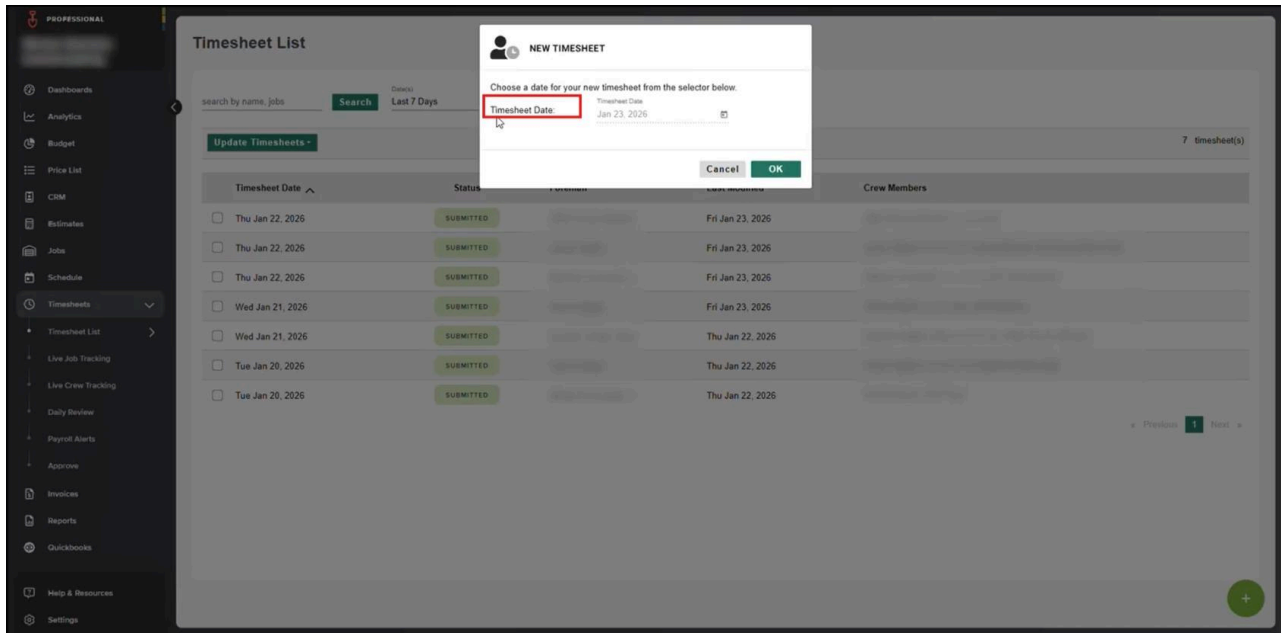 PROFESSIONAL
Dashboards
Analytics
Budget
Price List
CRM
Estimates
Jobs
Schedule
Timesheets
Timesheet List
Live Job Tracking
Live Crew Tracking
Daily Review
Payroll Alerts
Approve
Invoices
Reports
Quickbooks
Help & Resources
Settings
Timesheet List
search by name, jobs
Search
Date(s)
Last 7 Days
Update Timesheets
7 timesheet(s)
NEW TIMESHEET
Choose a date for your new timesheet from the selector below.
Timesheet Date:
Timesheet Date
Jan 23, 2026
Cancel OK
Timesheet Date Status Foreman Last Modified Crew Members
Thu Jan 22, 2026 SUBMITTED Fri Jan 23, 2026
Thu Jan 22, 2026 SUBMITTED Fri Jan 23, 2026
Thu Jan 22, 2026 SUBMITTED Fri Jan 23, 2026
Wed Jan 21, 2026 SUBMITTED Fri Jan 23, 2026
Wed Jan 21, 2026 SUBMITTED Thu Jan 22, 2026
Tue Jan 20, 2026 SUBMITTED Thu Jan 22, 2026
Tue Jan 20, 2026 SUBMITTED Thu Jan 22, 2026
« Previous 1 Next »